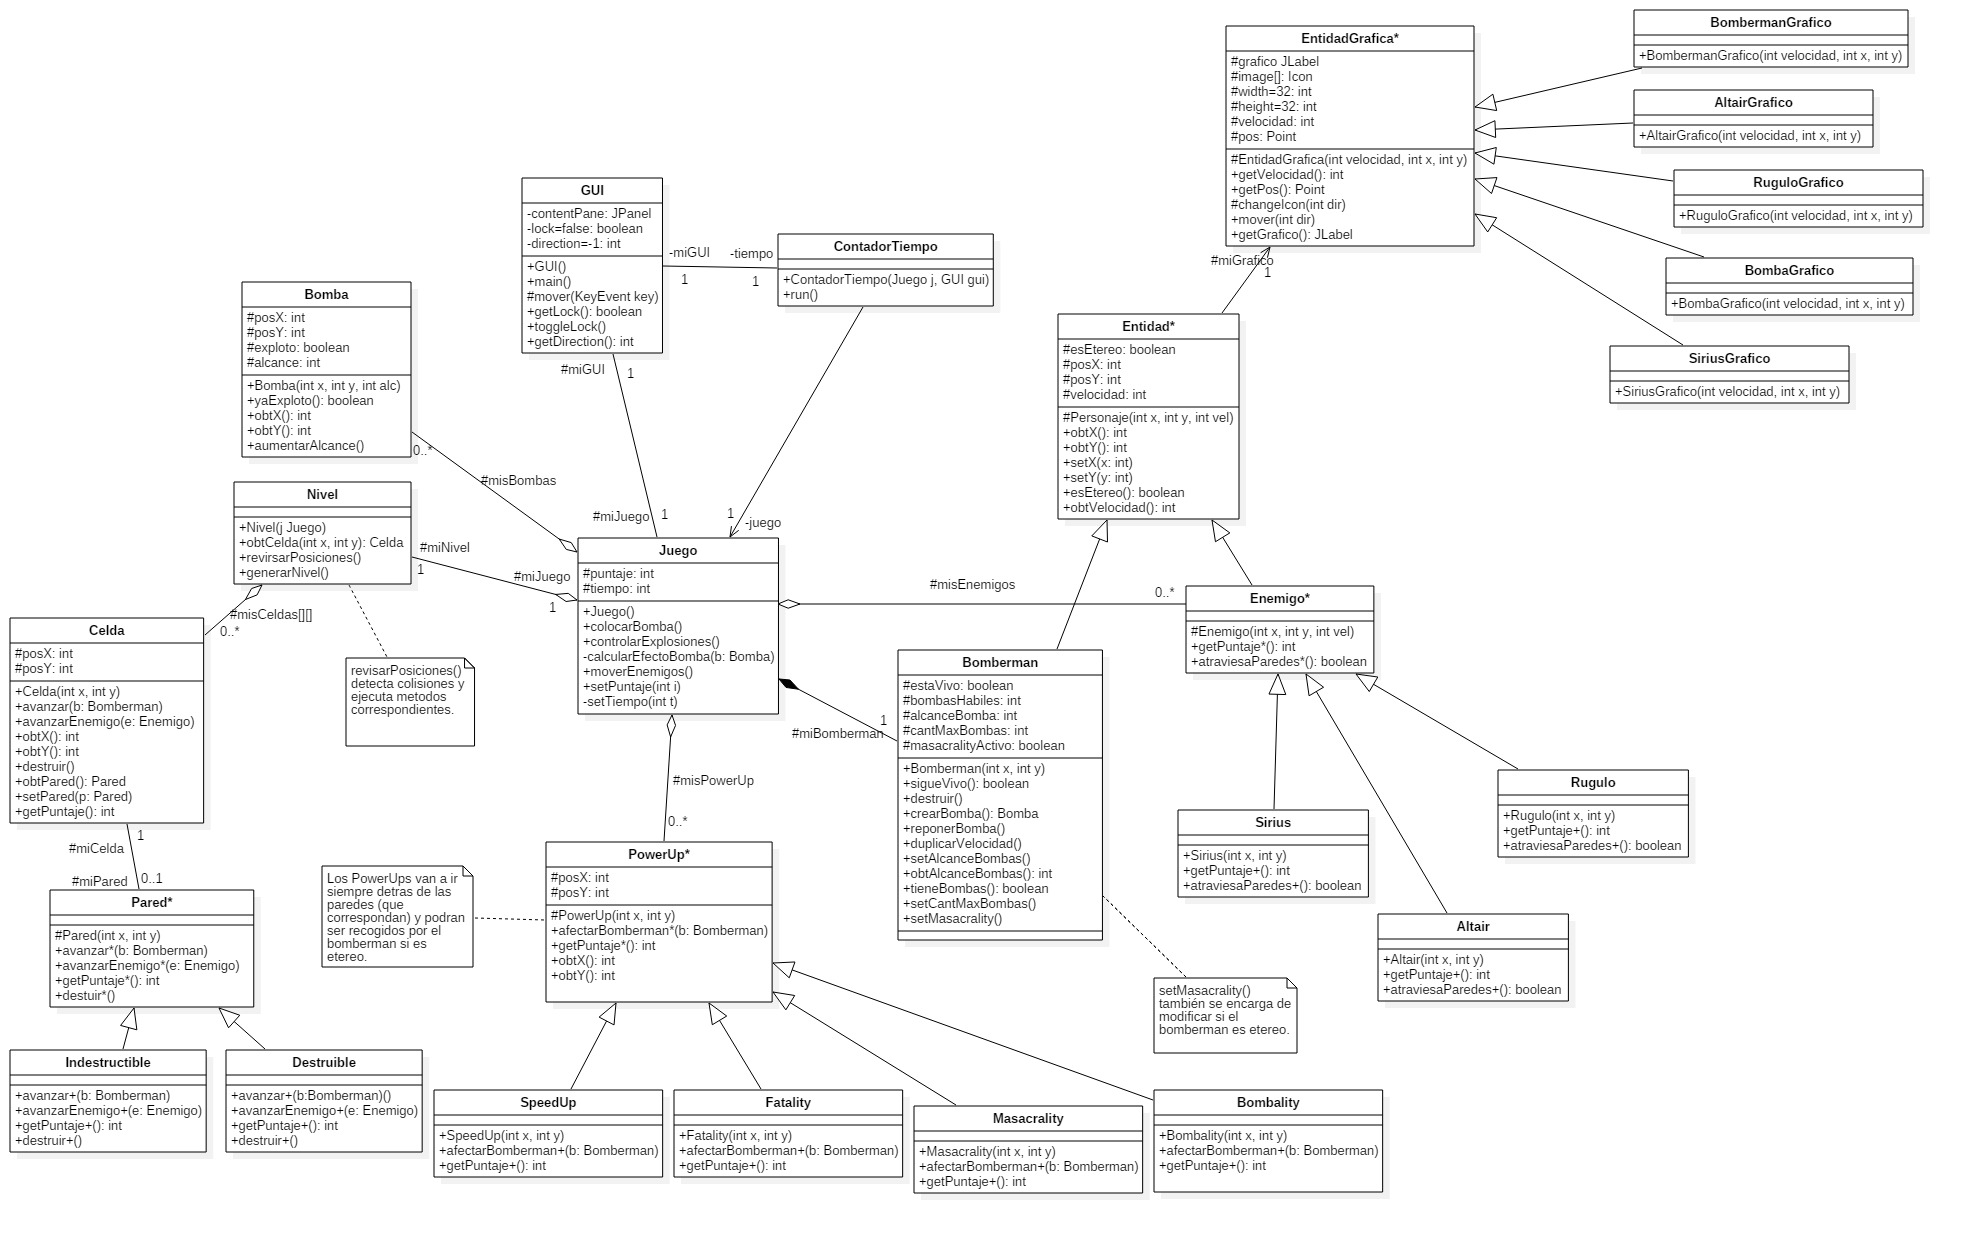 EntidadGrafica*
#grafico JLabel
#image[]: Icon
#width=32: int
#height=32: int
#velocidad: int
#pos: Point
#EntidadGrafica(int velocidad, int x, int y)
+getVelocidad(): int
+getPos(): Point
#changeIcon(int dir)
+mover(int dir)
+getGrafico(): JLabel
BombermanGrafico
+BombermanGrafico(int velocidad, int x, int y)
AltairGrafico
+AltairGrafico(int velocidad, int x, int y)
RuguloGrafico
+RuguloGrafico(int velocidad, int x, int y)
BombaGrafico
+BombaGrafico(int velocidad, int x, int y)
SiriusGrafico
+SiriusGrafico(int velocidad, int x, int y)
GUI
-contentPane: JPanel
-lock=false: boolean
-direction=-1: int
+GUI()
+main()
#mover(KeyEvent key)
+getLock(): boolean
+toggleLock()
+getDirection(): int
-miGUI
1
-tiempo
1
ContadorTiempo
+ContadorTiempo(Juego j, GUI gui)
+run()
#miGrafico
1
Bomba
#posX: int
#posY: int
#exploto: boolean
#alcance: int
+Bomba(int x, int y, int alc)
+yaExploto(): boolean
+obtX(): int
+obtY(): int
+aumentarAlcance()
0..*
#misBombas
#miGUI
1
#miJuego
1
1
-juego
Entidad*
#esEtereo: boolean
#posX: int
#posY: int
#velocidad: int
#Personaje(int x, int y, int vel)
+obtX(): int
+obtY(): int
+setX(x: int)
+setY(y: int)
+esEtereo(): boolean
+obtVelocidad(): int
Nivel
+Nivel(j Juego)
+obtCelda(int x, int y): Celda
+revirsarPosiciones()
+generarNivel()
#miNivel
1
#miJuego
1
#misCeldas[][]
0..*
revisarPosiciones()
detecta colisiones y
ejecuta metodos
correspondientes.
Juego
#puntaje: int
#tiempo: int
+Juego()
+colocarBomba()
+controlarExplosiones()
-calcularEfectoBomba(b: Bomba)
+moverEnemigos()
+setPuntaje(int i)
-setTiempo(int t)
#misEnemigos
0..*
Enemigo*
#Enemigo(int x, int y, int vel)
+getPuntaje*(): int
+atraviesaParedes*(): boolean
#miBomberman
1
Bomberman
#estaVivo: boolean
#bombasHabiles: int
#alcanceBomba: int
#cantMaxBombas: int
#masacralityActivo: boolean
+Bomberman(int x, int y)
+sigueVivo(): boolean
+destruir()
+crearBomba(): Bomba
+reponerBomba()
+duplicarVelocidad()
+setAlcanceBombas()
+obtAlcanceBombas(): int
+tieneBombas(): boolean
+setCantMaxBombas()
+setMasacrality()
Celda
#posX: int
#posY: int
+Celda(int x, int y)
+avanzar(b: Bomberman)
+avanzarEnemigo(e: Enemigo)
+obtX(): int
+obtY(): int
+destruir()
+obtPared(): Pared
+setPared(p: Pared)
+getPuntaje(): int
1
#miCelda
#miPared
0..1
Pared*
#Pared(int x, int y)
+avanzar*(b: Bomberman)
+avanzarEnemigo*(e: Enemigo)
+getPuntaje*(): int
+destuir*()
Indestructible
+avanzar+(b: Bomberman)
+avanzarEnemigo+(e: Enemigo)
+getPuntaje+(): int
+destruir+()
Destruible
+avanzar+(b:Bomberman)()
+avanzarEnemigo+(e: Enemigo)
+getPuntaje+(): int
+destruir+()
#misPowerUp
0..*
Los PowerUps van a ir
siempre detras de las
paredes (que
correspondan) y podran
ser recogidos por el
bomberman si es
etereo.
PowerUp*
#posX: int
#posY: int
#PowerUp(int x, int y)
+afectarBomberman*(b: Bomberman)
+getPuntaje*(): int
+obtX(): int
+obtY(): int
SpeedUp
+SpeedUp(int x, int y)
+afectarBomberman+(b: Bomberman)
+getPuntaje+(): int
Fatality
+Fatality(int x, int y)
+afectarBomberman+(b: Bomberman)
+getPuntaje+(): int
Masacrality
+Masacrality(int x, int y)
+afectarBomberman+(b: Bomberman)
+getPuntaje+(): int
Bombality
+Bombality(int x, int y)
+afectarBomberman+(b: Bomberman)
+getPuntaje+(): int
setMasacrality()
también se encarga de
modificar si el
bomberman es etereo.
Sirius
+Sirius(int x, int y)
+getPuntaje+(): int
+atraviesaParedes+(): boolean
Altair
+Altair(int x, int y)
+getPuntaje+(): int
+atraviesaParedes+(): boolean
Rugulo
+Rugulo(int x, int y)
+getPuntaje+(): int
+atraviesaParedes+(): boolean